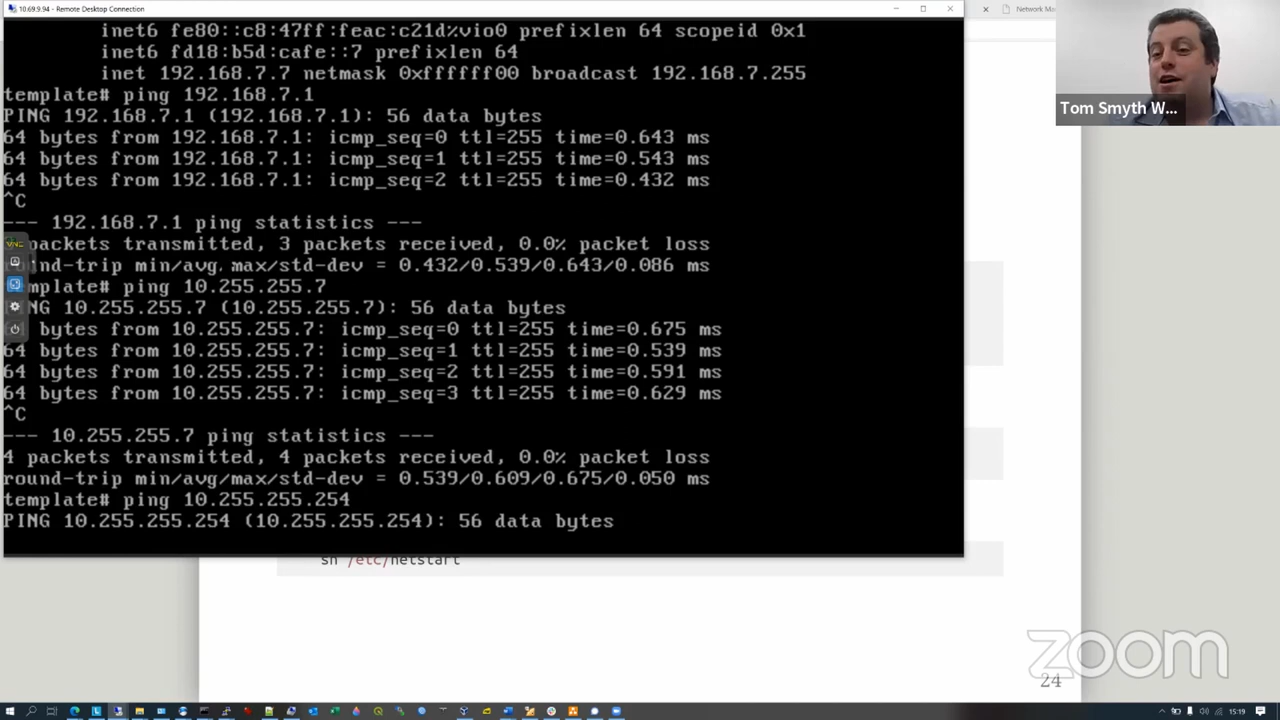 10.69.9.94 - Remote Desktop Connection
Network Ma
inet6 fe80::c8:47ff:feac:c21d%vio0 prefixlen 64 scopeid 0x1
inet6 fd18:b5d:cafe::7 prefixlen 64
inet 192.168.7.7 netmask 0xffffff00 broadcast 192.168.7.255
template# ping 192.168.7.1
PING 192.168.7.1 (192.168.7.1): 56 data bytes
64 bytes from 192.168.7.1: icmp_seq=0 ttl=255 time=0.643 ms
64 bytes from 192.168.7.1: icmp_seq=1 ttl=255 time=0.543 ms
64 bytes from 192.168.7.1: icmp_seq=2 ttl=255 time=0.432 ms
^C
--- 192.168.7.1 ping statistics ---
packets transmitted, 3 packets received, 0.0% packet loss
nd-trip min/avg/max/std-dev = 0.432/0.539/0.643/0.086 ms
mplate# ping 10.255.255.7
NG 10.255.255.7 (10.255.255.7): 56 data bytes
bytes from 10.255.255.7: icmp_seq=0 ttl=255 time=0.675 ms
64 bytes from 10.255.255.7: icmp_seq=1 ttl=255 time=0.539 ms
64 bytes from 10.255.255.7: icmp_seq=2 ttl=255 time=0.591 ms
64 bytes from 10.255.255.7: icmp_seq=3 ttl=255 time=0.629 ms
^C
--- 10.255.255.7 ping statistics ---
4 packets transmitted, 4 packets received, 0.0% packet loss
round-trip min/avg/max/std-dev = 0.539/0.609/0.675/0.050 ms
template# ping 10.255.255.254
PING 10.255.255.254 (10.255.255.254): 56 data bytes
Tom Smyth W...
sh /etc/netstart
zoom
24
15:19